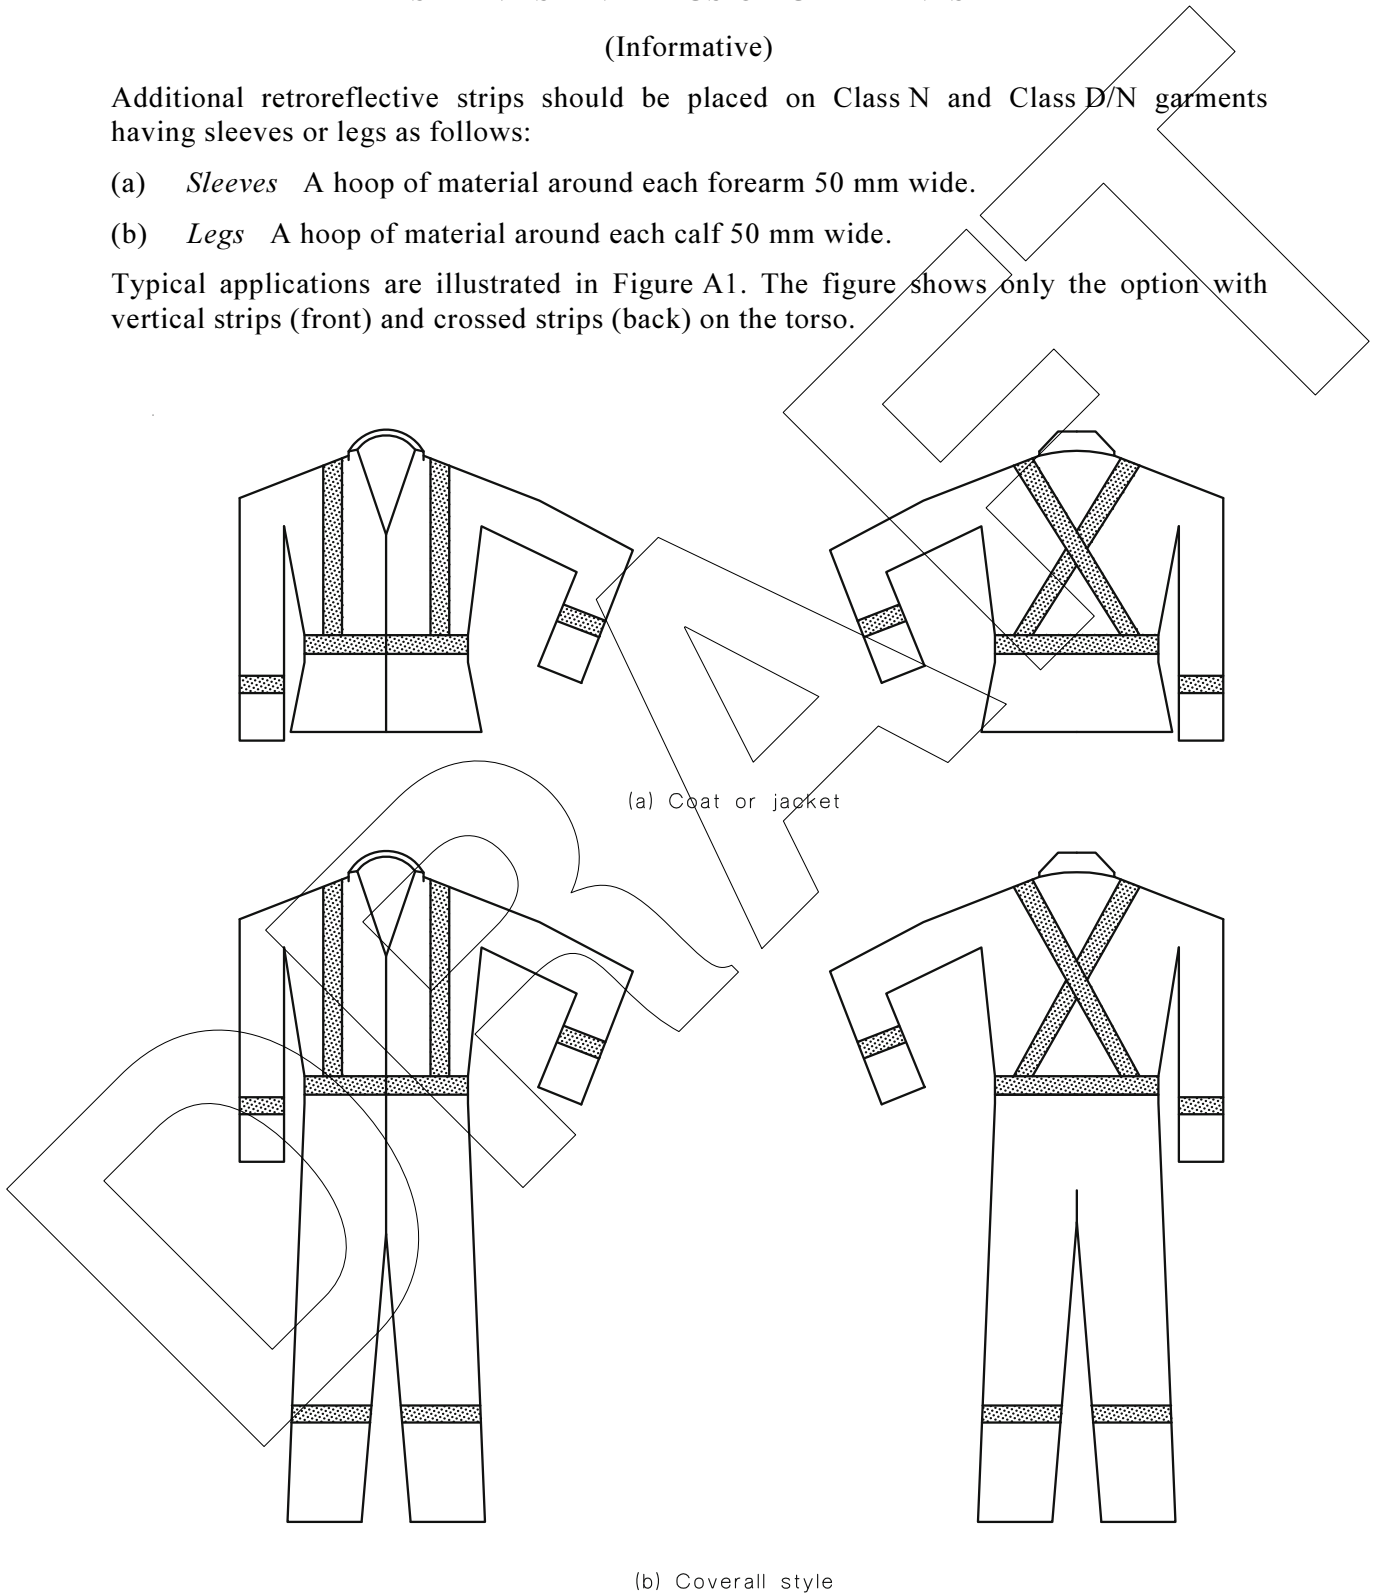 (Informative)
Additional retroreflective strips should be placed on Class N and Class D/N garments
having sleeves or legs as follows:
(a) Sleeves A hoop of material around each forearm 50 mm wide.
(b) Legs A hoop of material around each calf 50 mm wide.
Typical applications are illustrated in Figure A1. The figure shows only the option with
vertical strips (front) and crossed strips (back) on the torso.
(a) Coat or jacket
(b) Coverall style
DRAFT